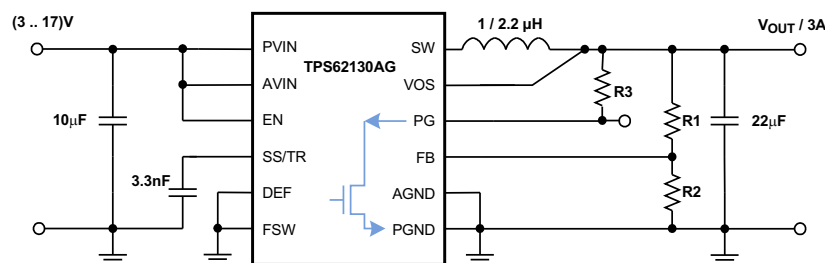 (3 .. 17)V
1 / 2.2 µH
VOUT / 3A
PVIN
SW
TPS62130AG
AVIN
VOS
R3
10µF
EN
PG
R1
22µF
SS/TR
FB
3.3nF
DEF
AGND
R2
FSW
PGND